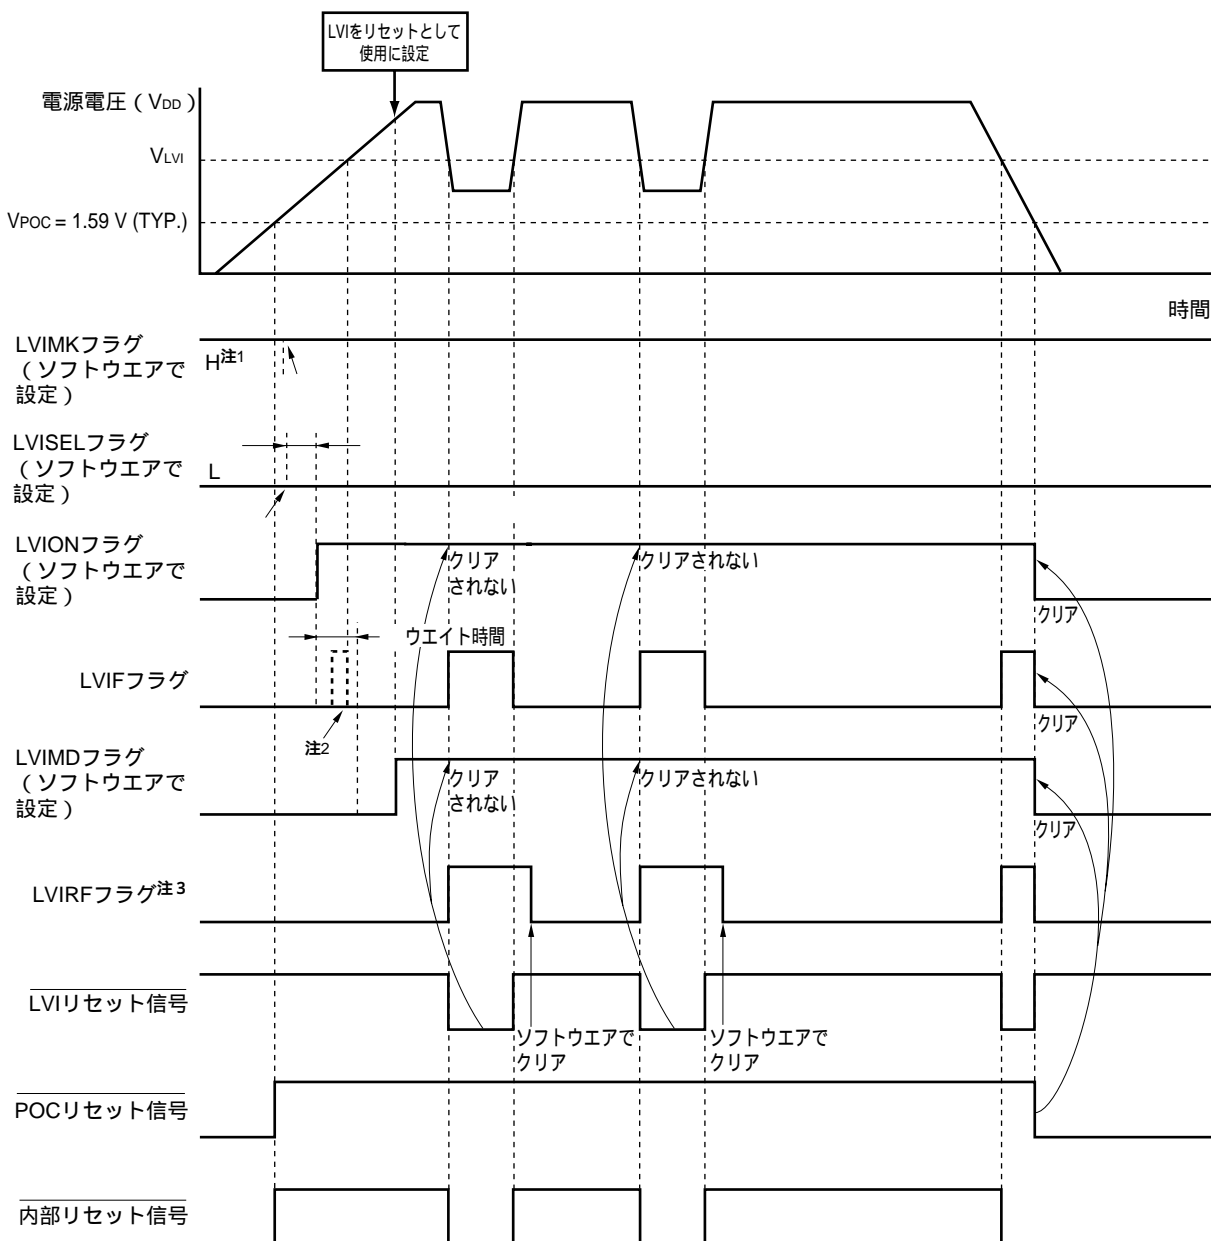 LVIをリセットとして
使用に設定
電源電圧（VDD）
VLVI
VPOC = 1.59 V (TYP.)
時間
LVIMKフラグ
（ソフトウエアで
設定）
H注1
LVISELフラグ
（ソフトウエアで
設定）
L
LVIONフラグ
（ソフトウエアで
設定）
クリア
されない
クリアされない
クリア
ウエイト時間
LVIFフラグ
注2
クリア
LVIMDフラグ
（ソフトウエアで
設定）
クリア
されない
クリアされない
クリア
LVIRFフラグ注3
LVIリセット信号
ソフトウエアで
クリア
ソフトウエアで
クリア
POCリセット信号
内部リセット信号